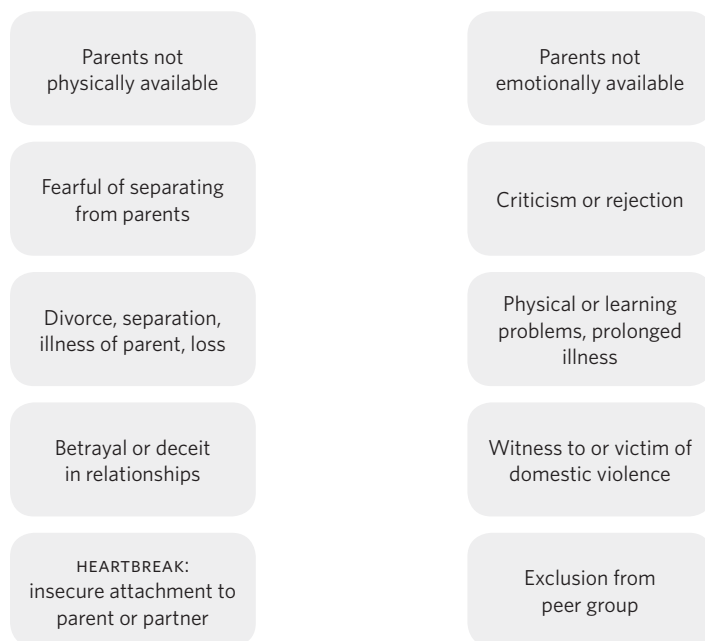 Parents not
physically available
Parents not
emotionally available
Fearful of separating
from parents
Criticism or rejection
Divorce, separation,
illness of parent, loss
Physical or learning
problems, prolonged
illness
Betrayal or deceit
in relationships
Witness to or victim of
domestic violence
HEARTBREAK:
insecure attachment to
parent or partner
Exclusion from
peer group